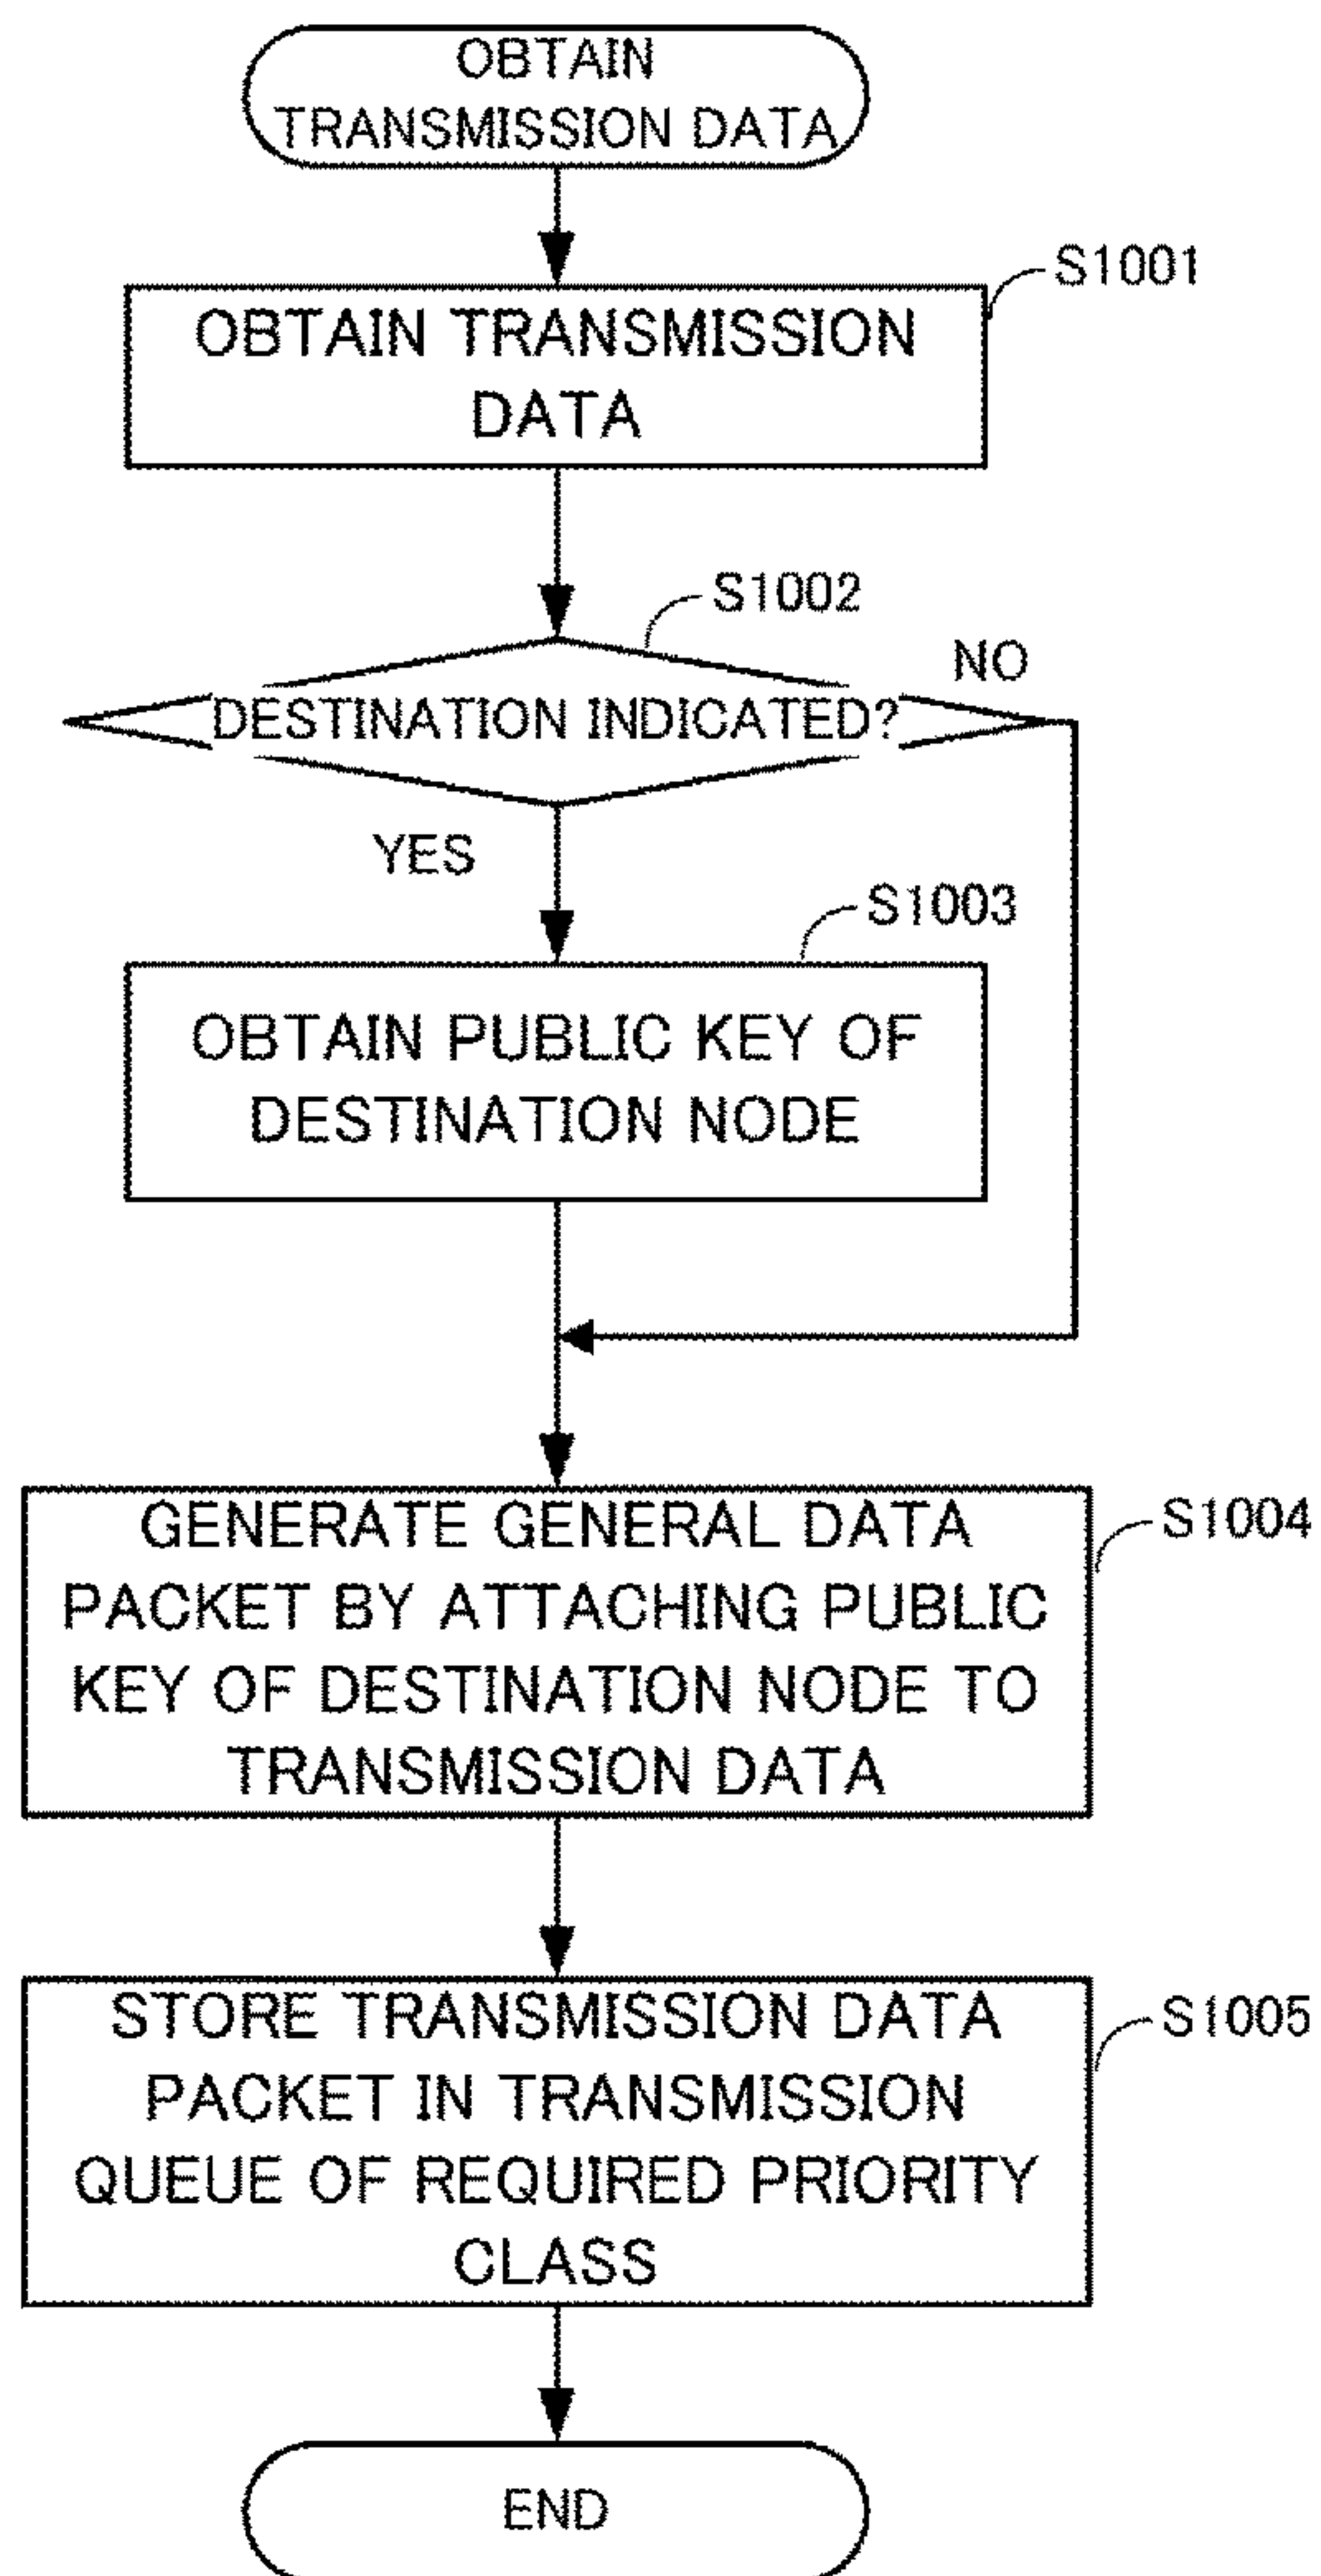 OBTAIN
TRANSMISSION DATA
S1001
OBTAIN TRANSMISSION
DATA
S1002
NO
DESTINATION INDICATED?
YES
S1003
OBTAIN PUBLIC KEY OF
DESTINATION NODE
S1004
GENERATE GENERAL DATA
PACKET BY ATTACHING PUBLIC
KEY OF DESTINATION NODE TO
TRANSMISSION DATA
S1005
STORE TRANSMISSION DATA
PACKET IN TRANSMISSION
QUEUE OF REQUIRED PRIORITY
CLASS
END